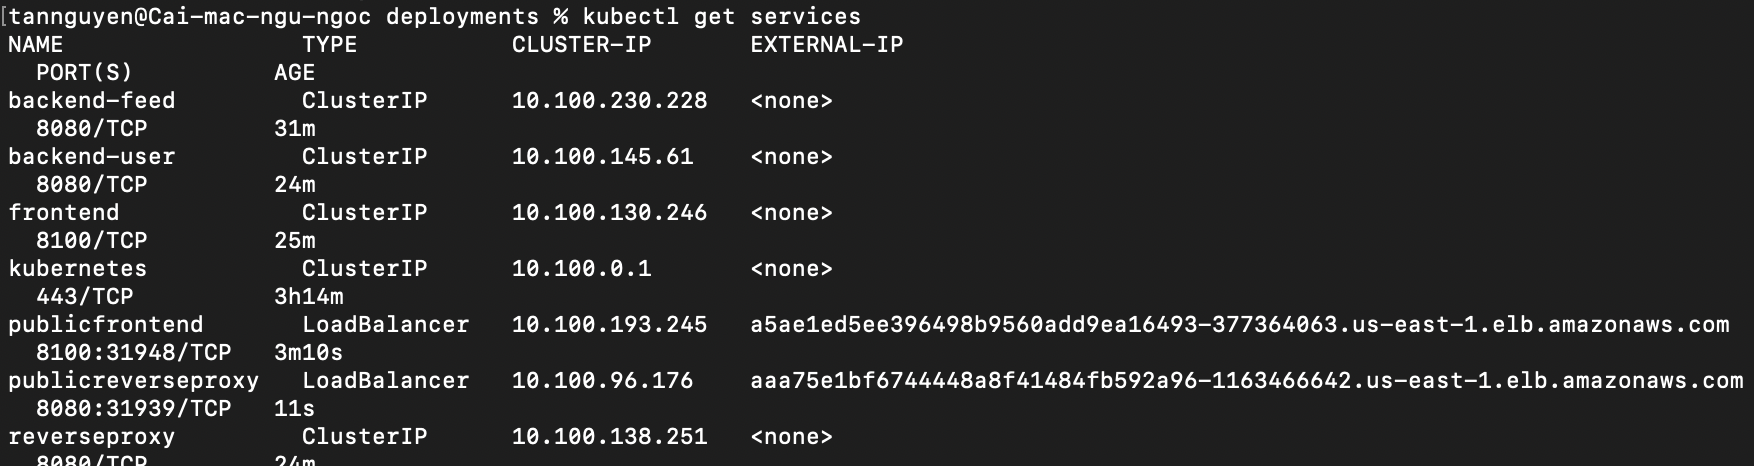 [tannguyen@Cai-mac-ngu-ngoc deployments % kubectl get services
NAME TYPE CLUSTER-IP EXTERNAL-IP
PORT(S) AGE
backend-feed ClusterIP 10.100.230.228 <none>
8080/TCP 31m
backend-user ClusterIP 10.100.145.61 <none>
8080/TCP 24m
frontend ClusterIP 10.100.130.246 <none>
8100/TCP 25m
kubernetes ClusterIP 10.100.0.1 <none>
443/TCP 3h14m
publicfrontend LoadBalancer 10.100.193.245 a5ae1ed5ee396498b9560add9ea16493-377364063.us-east-1.elb.amazonaws.com
8100:31948/TCP 3m10s
publicreverseproxy LoadBalancer 10.100.96.176 aaa75e1bf6744448a8f41484fb592a96-1163466642.us-east-1.elb.amazonaws.com
8080:31939/TCP 11s
reverseproxy ClusterIP 10.100.138.251 <none>
8080/TCP 24m